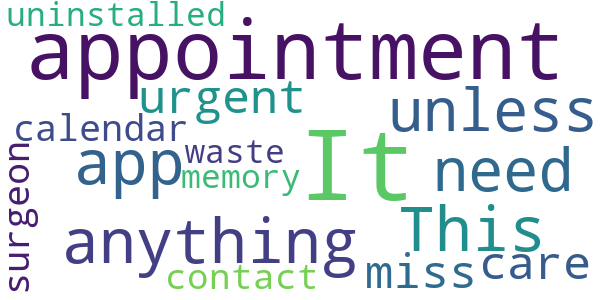 uninstalled
appointment
urgent
unless
calendar
It
app
waste
need
memory
surgeon
This
anything
care
miss
contact